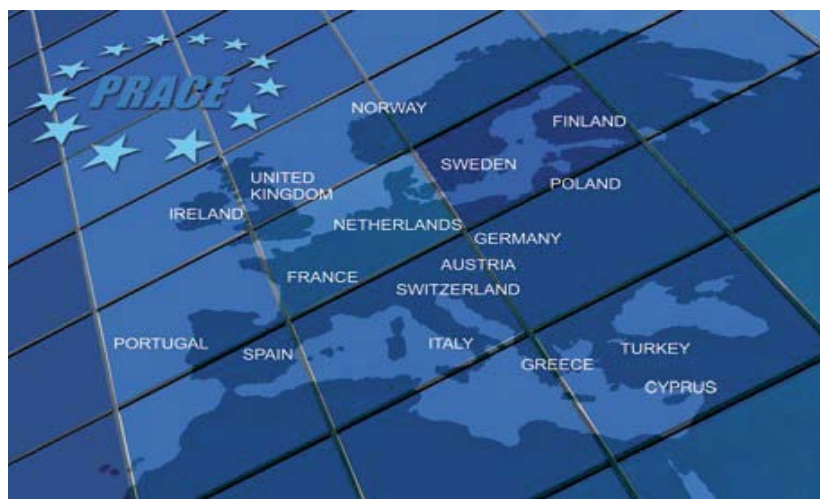 PRACE
NORWAY
FINLAND
SWEDEN
UNITED
KINGDOM
POLAND
IRELAND
NETHERLANDS
GERMANY
AUSTRIA
FRANCE
SWITZERLAND
PORTUGAL
SPAIN
ITALY
TURKEY
GREECE
CYPRUS